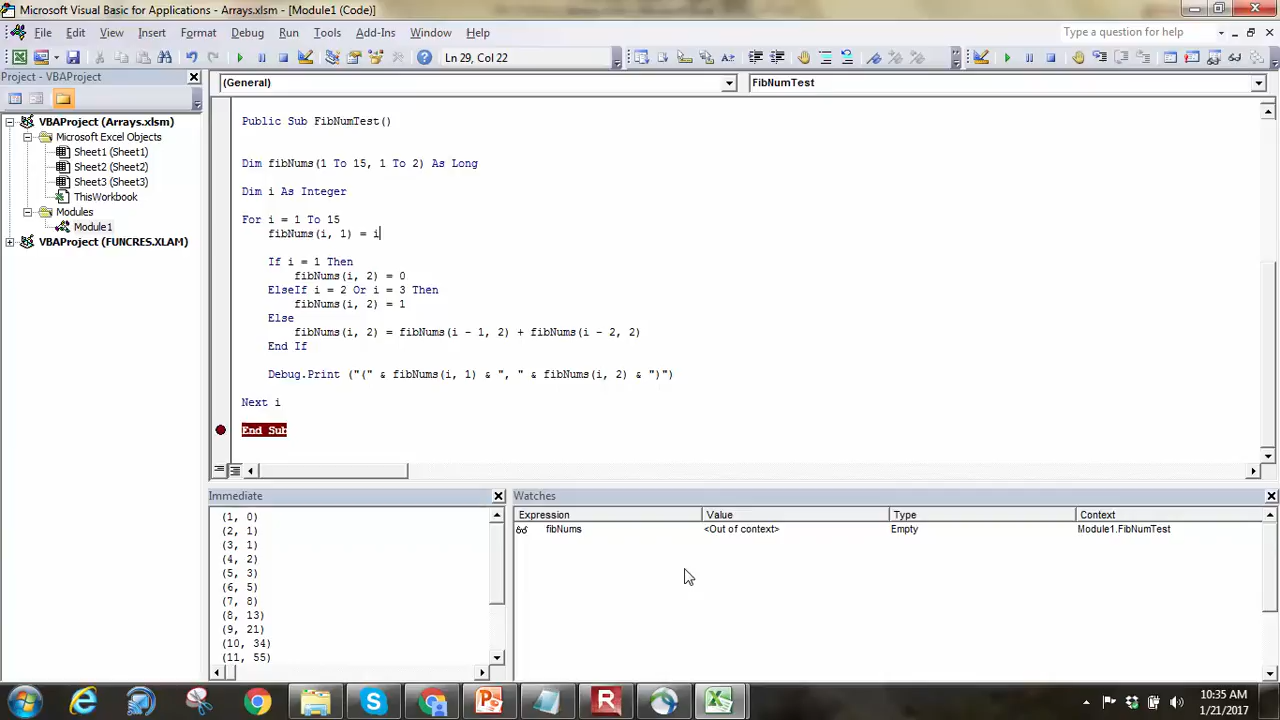 Microsoft Visual Basic for Applications - Arrays.xlsm - [Module1 (Code)]
File Edit View Insert Format Debug Run Tools Add-Ins Window Help
Type a question for help
Ln 29, Col 22
Project - VBAProject
(General)
FibNumTest
VBAProject (Arrays.xlsm)
Microsoft Excel Objects
Sheet1 (Sheet1)
Sheet2 (Sheet2)
Sheet3 (Sheet3)
ThisWorkbook
Modules
Module1
VBAProject (FUNCRES.XLAM)
Public Sub FibNumTest()
Dim fibNums(1 To 15, 1 To 2) As Long
Dim i As Integer
For i = 1 To 15
fibNums(i, 1) = i
If i = 1 Then
fibNums(i, 2) = 0
ElseIf i = 2 Or i = 3 Then
fibNums(i, 2) = 1
Else
fibNums(i, 2) = fibNums(i - 1, 2) + fibNums(i - 2, 2)
End If
Debug.Print ("(" & fibNums(i, 1) & ", " & fibNums(i, 2) & ")")
Next i
End Sub
Immediate
(1, 0)
(2, 1)
(3, 1)
(4, 2)
(5, 3)
(6, 5)
(7, 8)
(8, 13)
(9, 21)
(10, 34)
(11, 55)
Watches
Expression Value Type Context
fibNums <Out of context> Empty Module1.FibNumTest
10:35 AM
1/21/2017